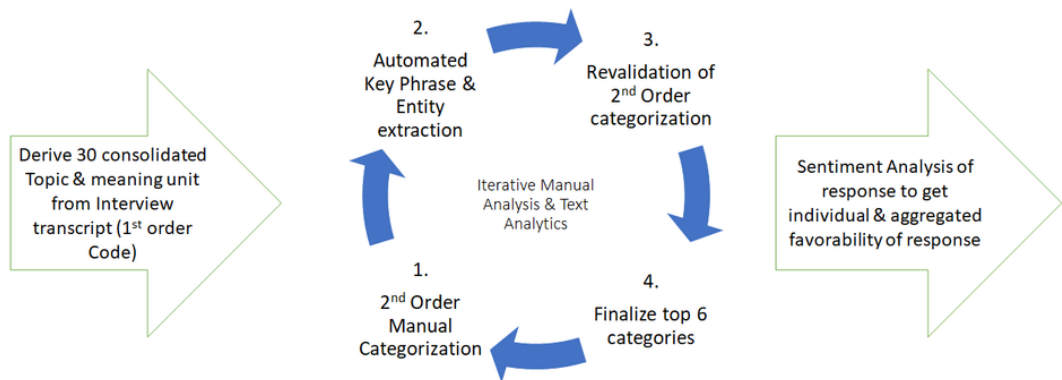 Derive 30 consolidated
Topic & meaning unit
from Interview
transcript (1st order
Code)
1.
2nd Order
Manual
Categorization
2.
Automated
Key Phrase &
Entity
extraction
3.
Revalidation of
2nd Order
categorization
4.
Finalize top 6
categories
Iterative Manual
Analysis & Text
Analytics
Sentiment Analysis of
response to get
individual & aggregated
favorability of response